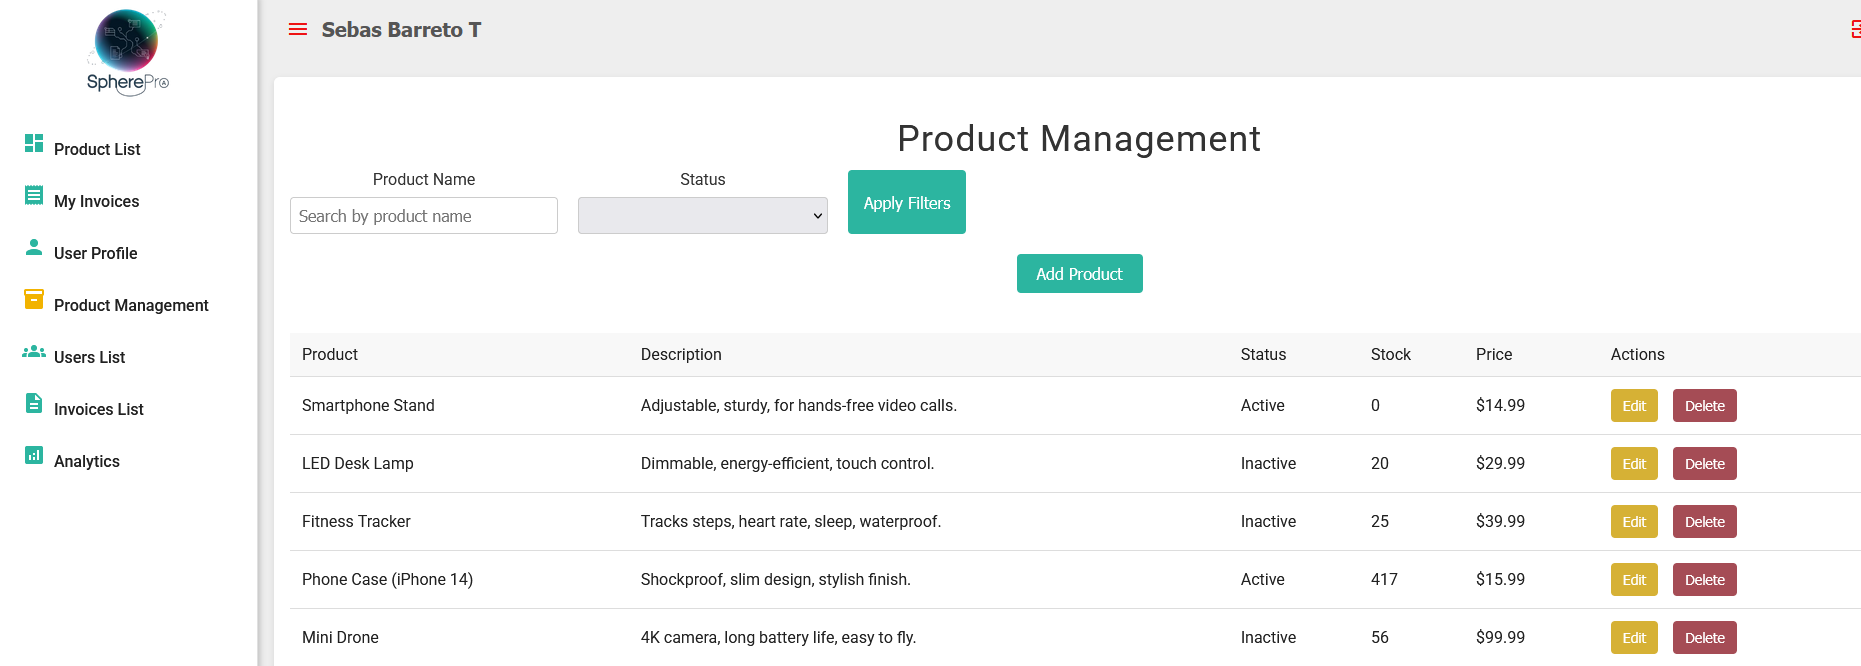 SpherePro
Sebas Barreto T
Product List
My Invoices
User Profile
Product Management
Users List
Invoices List
Analytics
Product Management
Product Name Status
Search by product name
Apply Filters
Add Product
Product Description Status Stock Price Actions
Smartphone Stand Adjustable, sturdy, for hands-free video calls. Active 0 $14.99 Edit Delete
LED Desk Lamp Dimmable, energy-efficient, touch control. Inactive 20 $29.99 Edit Delete
Fitness Tracker Tracks steps, heart rate, sleep, waterproof. Inactive 25 $39.99 Edit Delete
Phone Case (iPhone 14) Shockproof, slim design, stylish finish. Active 417 $15.99 Edit Delete
Mini Drone 4K camera, long battery life, easy to fly. Inactive 56 $99.99 Edit Delete